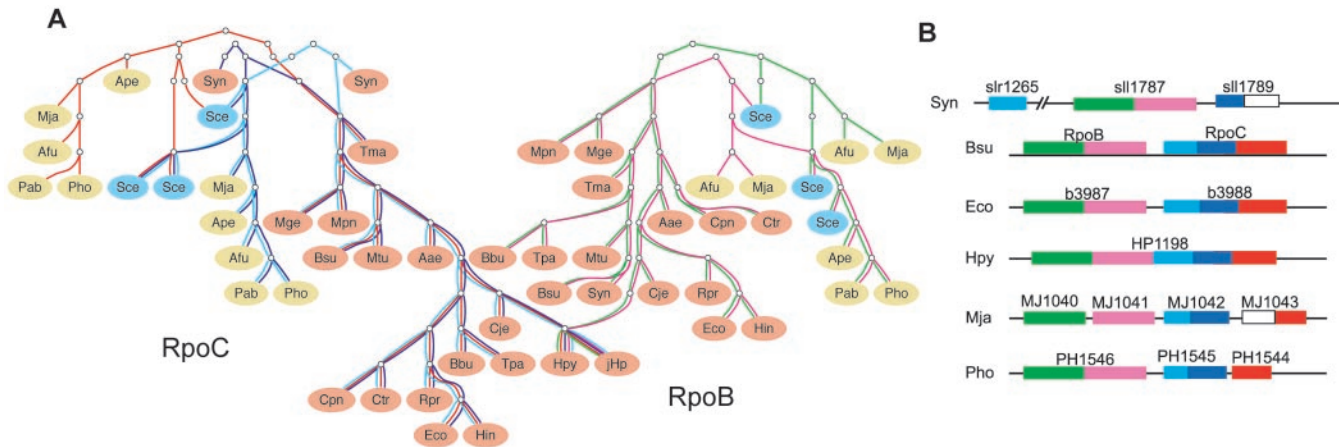 A
Ape
Syn
Syn
Mja
Sce
Afu
Tma
Pab
Pho
Sce
Sce
Mja
Ape
Mge
Mpn
Afu
Bsu
Mtu
Aae
Pab
Pho
Cje
RpoC
Bbu
Tpa
Hpy
jHp
Cpn
Ctr
Rpr
Eco
Hin
Sce
Mpn
Mge
Afu
Mja
Tma
Afu
Mja
Sce
Aae
Cpn
Ctr
Sce
Bbu
Tpa
Mtu
Ape
Bsu
Syn
Cje
Rpr
Pab
Pho
Eco
Hin
RpoB
B
slr1265
sll1787
sll1789
Syn
RpoB
RpoC
Bsu
b3987
b3988
Eco
HP1198
Hpy
MJ1040
MJ1041
MJ1042
MJ1043
Mja
PH1546
PH1545
PH1544
Pho